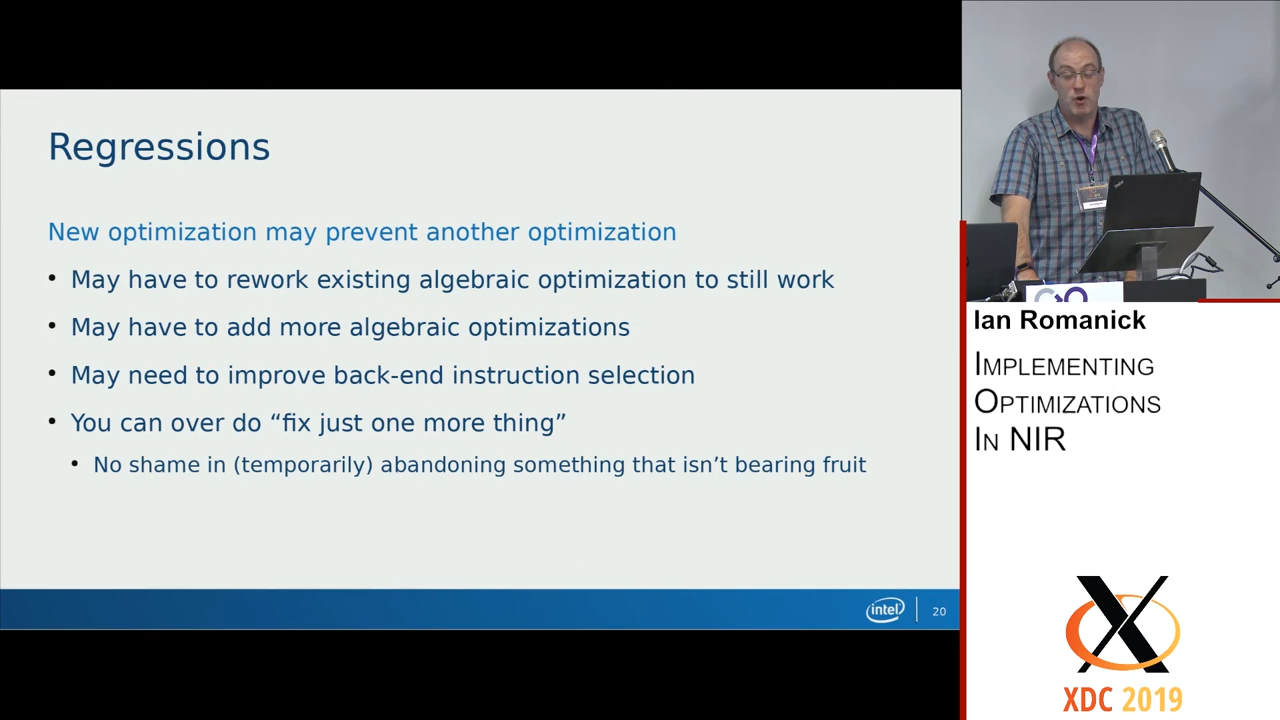 Regressions
New optimization may prevent another optimization
• May have to rework existing algebraic optimization to still work
• May have to add more algebraic optimizations
• May need to improve back-end instruction selection
• You can over do “fix just one more thing”
• No shame in (temporarily) abandoning something that isn’t bearing fruit
intel
20
Ian Romanick
IMPLEMENTING
OPTIMIZATIONS
IN NIR
X
XDC 2019